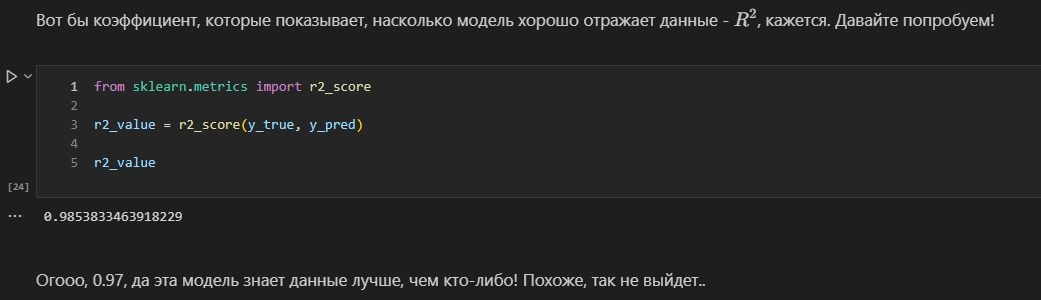 Вот бы коэффициент, которые показывает, насколько модель хорошо отражает данные - R², кажется. Давайте попробуем!
1 from sklearn.metrics import r2_score
2
3 r2_value = r2_score(y_true, y_pred)
4
5 r2_value
[24]
... 0.9853833463918229
Огооо, 0.97, да эта модель знает данные лучше, чем кто-либо! Похоже, так не выйдет..